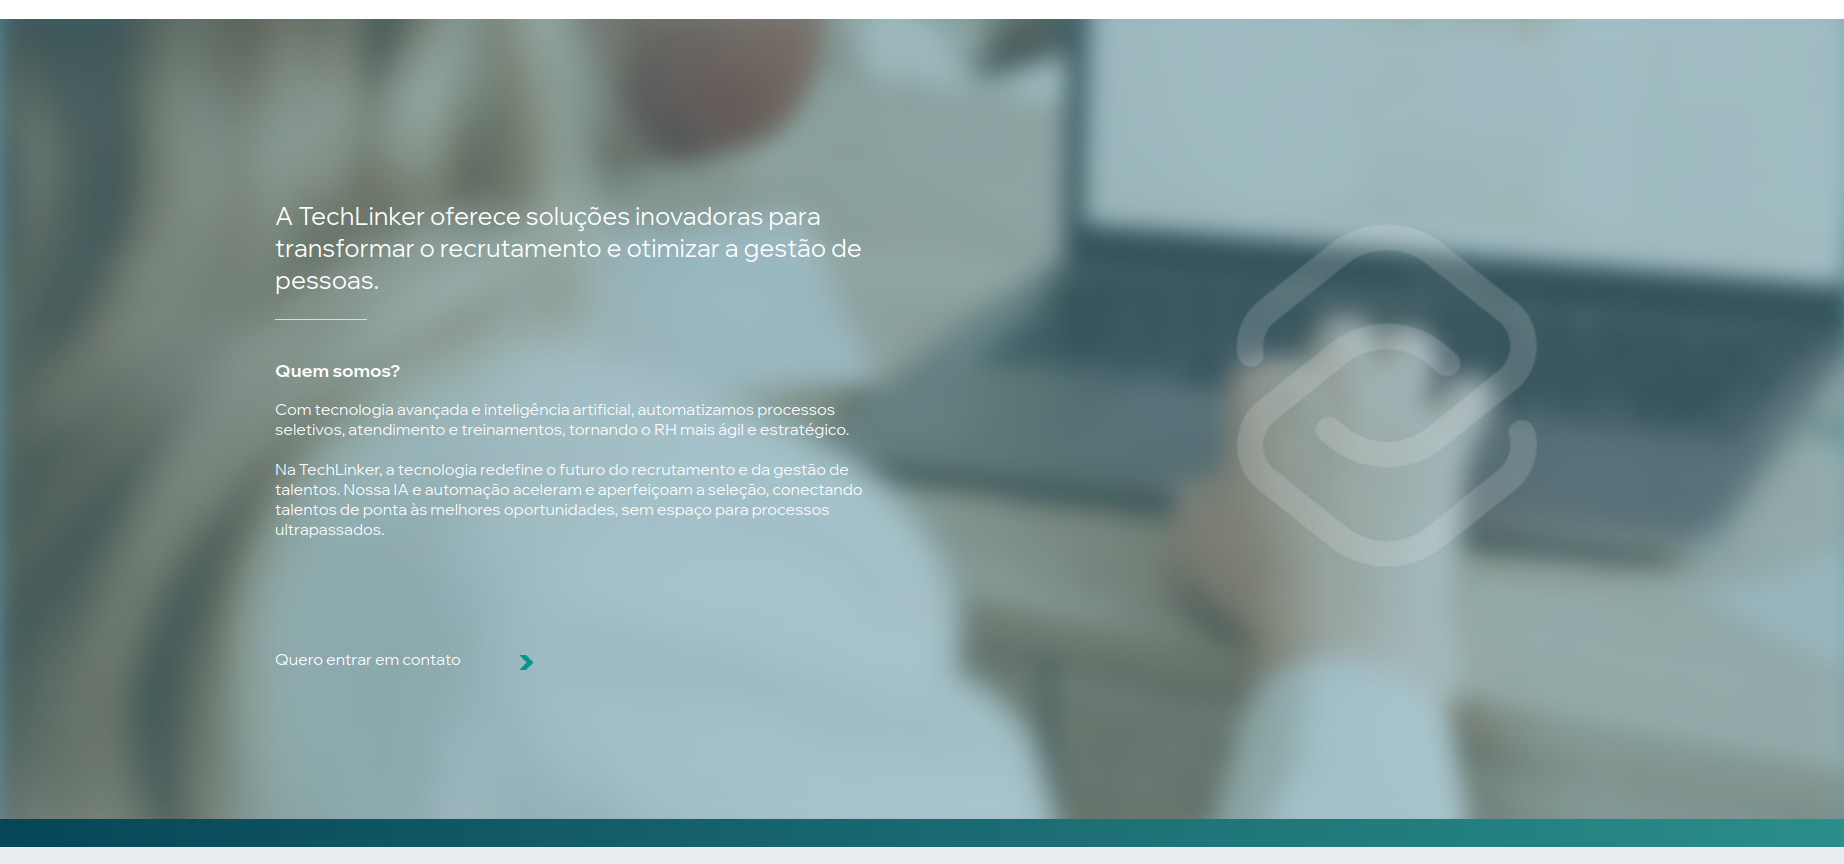 A TechLinker oferece soluções inovadoras para
transformar o recrutamento e otimizar a gestão de
pessoas.
Quem somos?
Com tecnologia avançada e inteligência artificial, automatizamos processos
seletivos, atendimento e treinamentos, tornando o RH mais ágil e estratégico.
Na TechLinker, a tecnologia redefine o futuro do recrutamento e da gestão de
talentos. Nossa IA e automação aceleram e aperfeiçoam a seleção, conectando
talentos de ponta às melhores oportunidades, sem espaço para processos
ultrapassados.
Quero entrar em contato